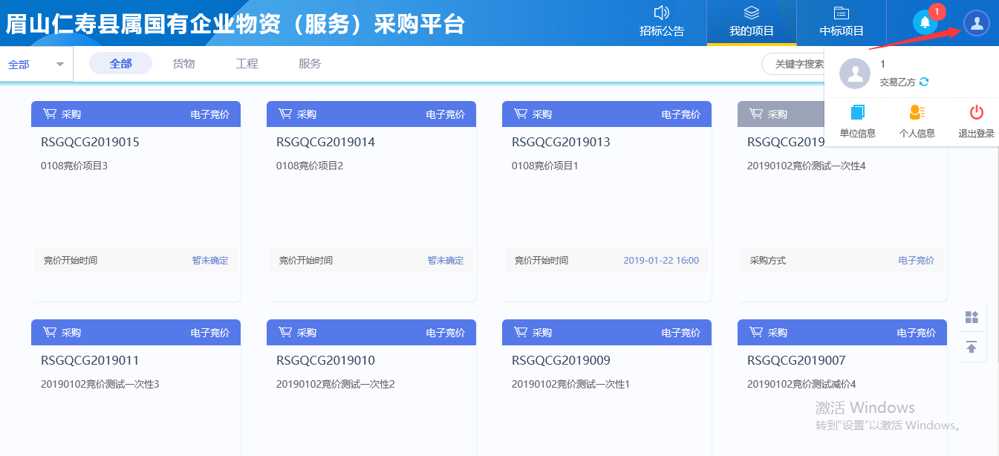 眉山仁寿县属国有企业物资（服务）采购平台
招标公告
我的项目
中标项目
1
全部
全部
货物
工程
服务
关键字搜索
1
交易乙方
单位信息
个人信息
退出登录
采购
电子竞价
采购
电子竞价
采购
电子竞价
采购
RSGQCG2019015
RSGQCG2019014
RSGQCG2019013
RSGQCG2019
0108竞价项目3
0108竞价项目2
0108竞价项目1
20190102竞价测试一次性4
竞价开始时间
暂未确定
竞价开始时间
暂未确定
竞价开始时间
2019-01-22 16:00
采购方式
电子竞价
采购
电子竞价
采购
电子竞价
采购
电子竞价
采购
电子竞价
RSGQCG2019011
RSGQCG2019010
RSGQCG2019009
RSGQCG2019007
20190102竞价测试一次性3
20190102竞价测试一次性2
20190102竞价测试一次性1
20190102竞价测试减价4
激活 Windows
转到“设置”以激活 Windows。